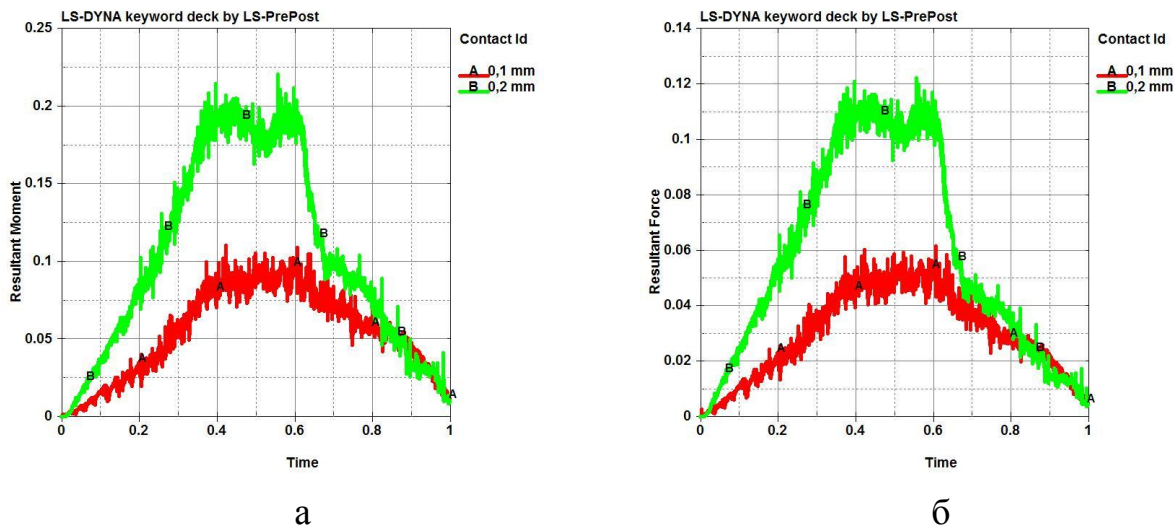 LS-DYNA keyword deck by LS-PrePost
0.25
0.2
0.15
0.1
0.05
0
0
0.2
0.4
0.6
0.8
1
Resultant Moment
Time
Contact Id
A 0,1 mm
B 0,2 mm
B
B
B
B
B
A
A
A
A
A
а
LS-DYNA keyword deck by LS-PrePost
0.14
0.12
0.1
0.08
0.06
0.04
0.02
0
0
0.2
0.4
0.6
0.8
1
Resultant Force
Time
Contact Id
A 0,1 mm
B 0,2 mm
B
B
B
B
B
A
A
A
A
A
б